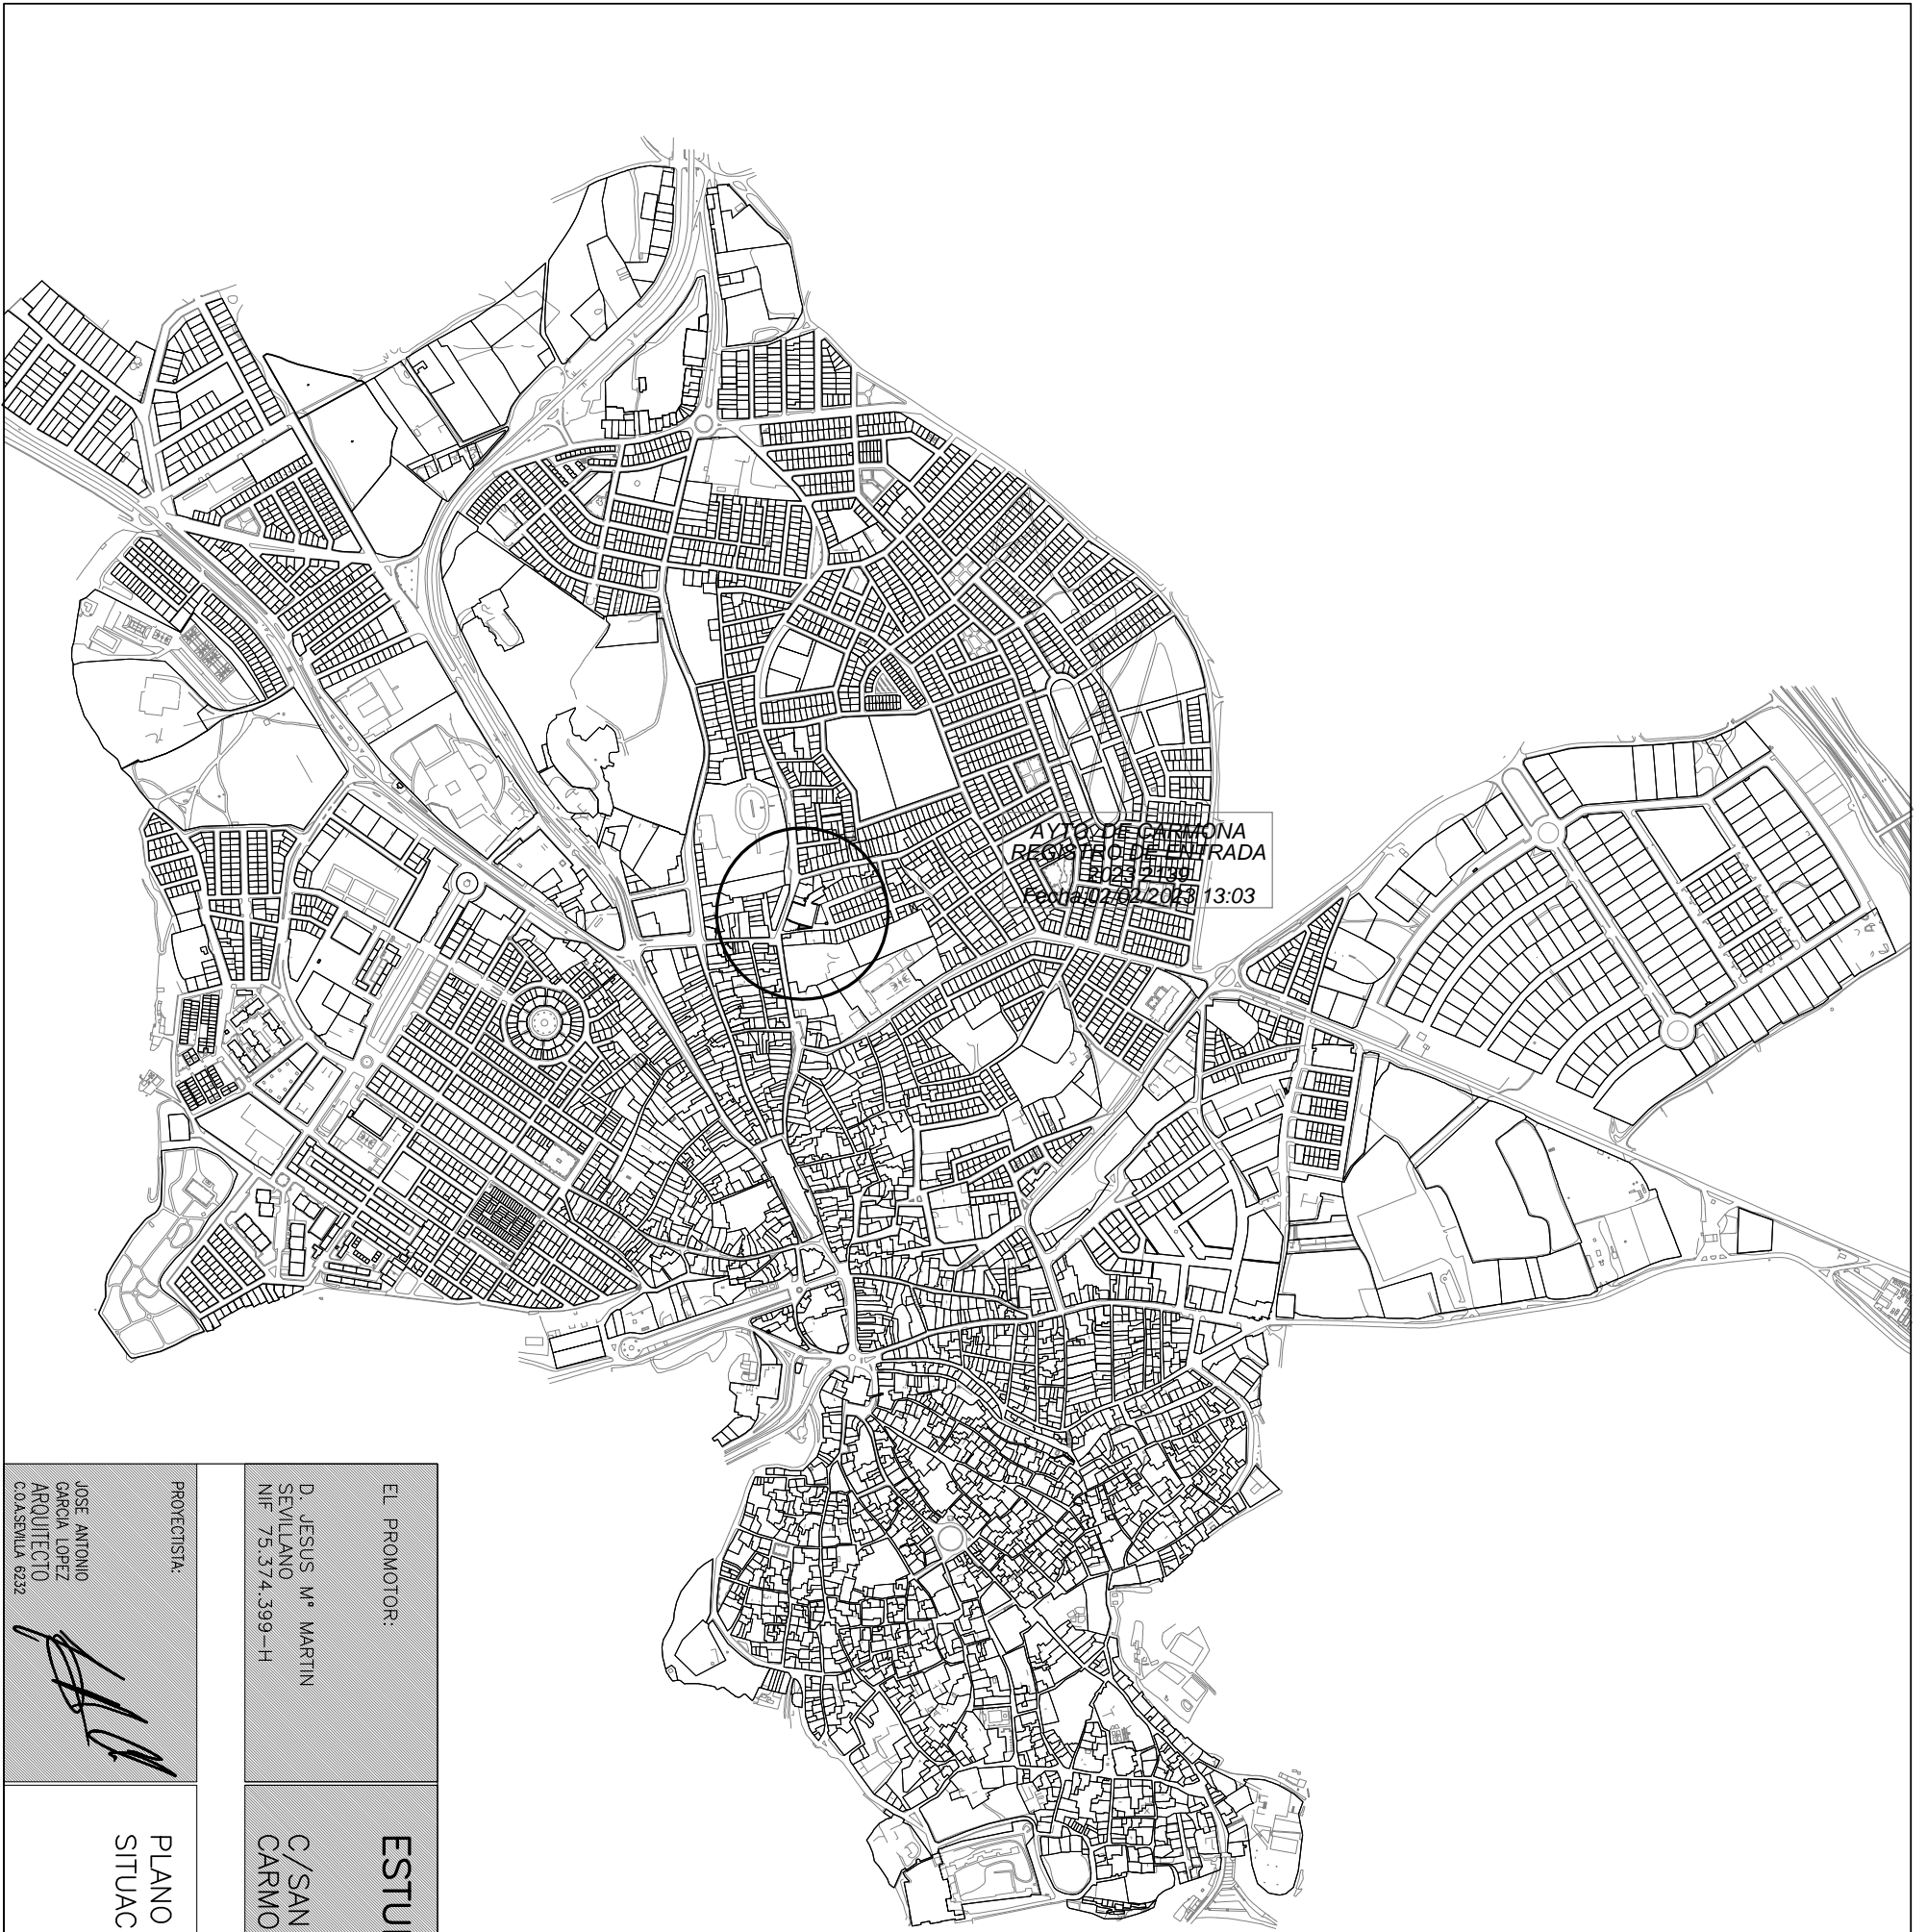 AYTO. DE CARMONA
REGISTRO DE ENTRADA
2023 2139
Fecha 02/02/2023 13:03
EL PROMOTOR:
D. JESUS Mª MARTIN
SEVILLANO
NIF 75.374.399-H
PROYECTISTA:
JOSE ANTONIO
GARCIA LOPEZ
ARQUITECTO
C.O.A.SEVILLA 6232
C/SAN
CARMO
PLANO
SITUAC